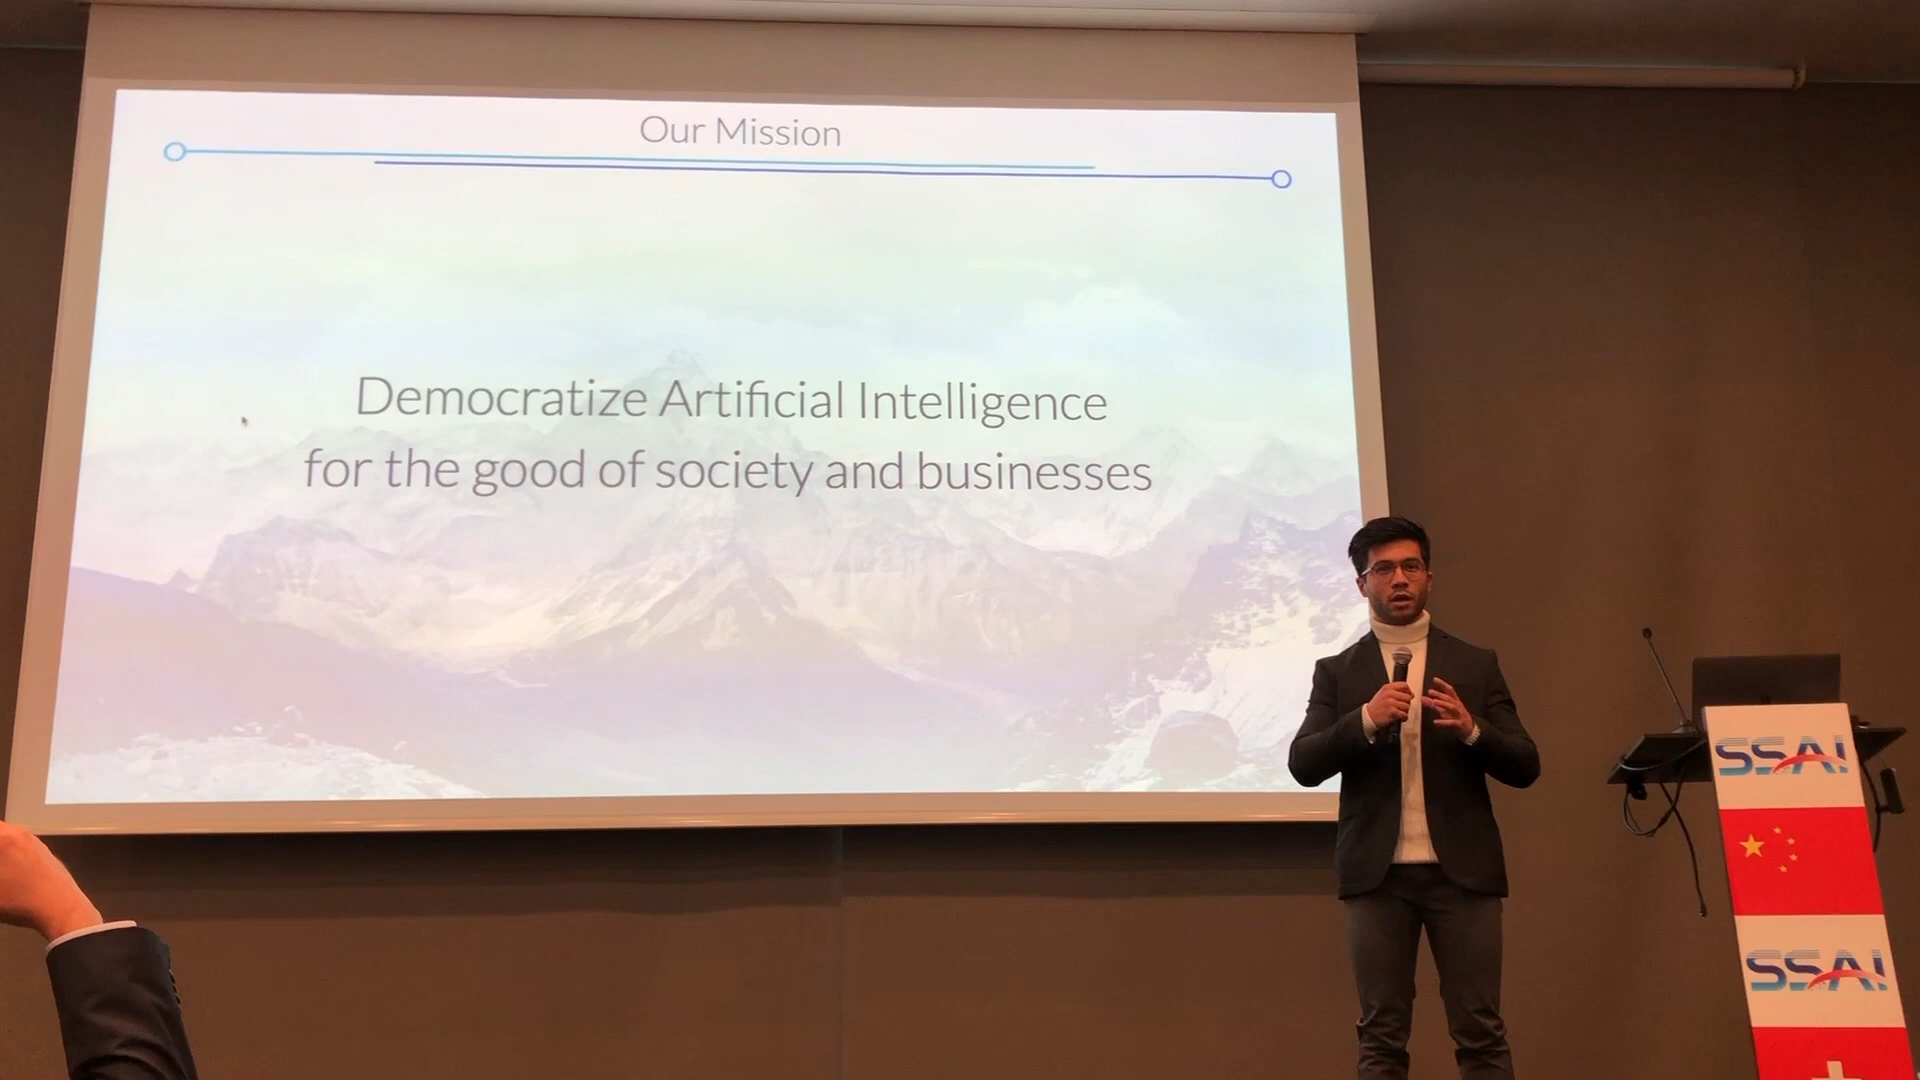 Our Mission
Democratize Artificial Intelligence
for the good of society and businesses
SSAI
SSAI